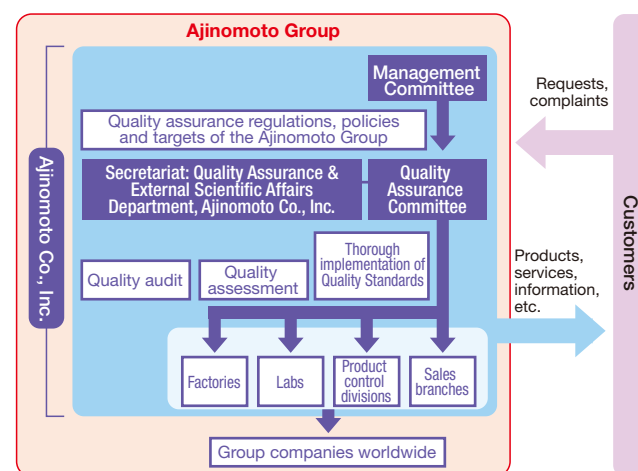 Ajinomoto Group
Management
Committee
Requests,
complaints
Quality assurance regulations, policies
and targets of the Ajinomoto Group
Ajinomoto Co., Inc.
Secretariat: Quality Assurance &
External Scientific Affairs
Department, Ajinomoto Co., Inc.
Quality
Assurance
Committee
Customers
Quality audit
Quality
assessment
Thorough
implementation of
Quality Standards
Products,
services,
information,
etc.
Factories
Labs
Product
control
divisions
Sales
branches
Group companies worldwide